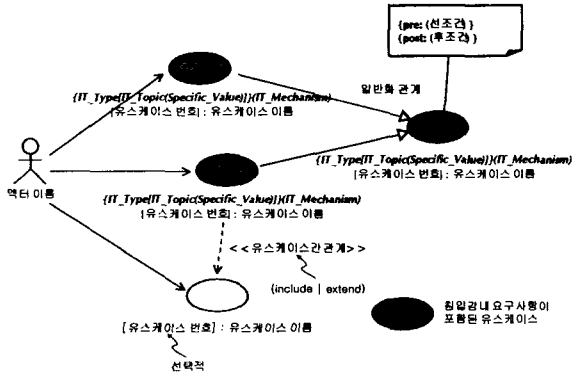 {pre: (선조건) }
{post: (후조건) }
일반화 관계
{IT_Type[IT_Topic(Specific_Value)]}(IT_Mechanism)
[유스케이스 번호] : 유스케이스 이름
{IT_Type[IT_Topic(Specific_Value)]}(IT_Mechanism)
[유스케이스 번호] : 유스케이스 이름
액터 이름
{IT_Type[IT_Topic(Specific_Value)]}(IT_Mechanism)
[유스케이스 번호] : 유스케이스 이름
<<유스케이스간관계>>
(include | extend)
[유스케이스 번호] : 유스케이스 이름
선택적
침입감내 요구사항이
포함된 유스케이스